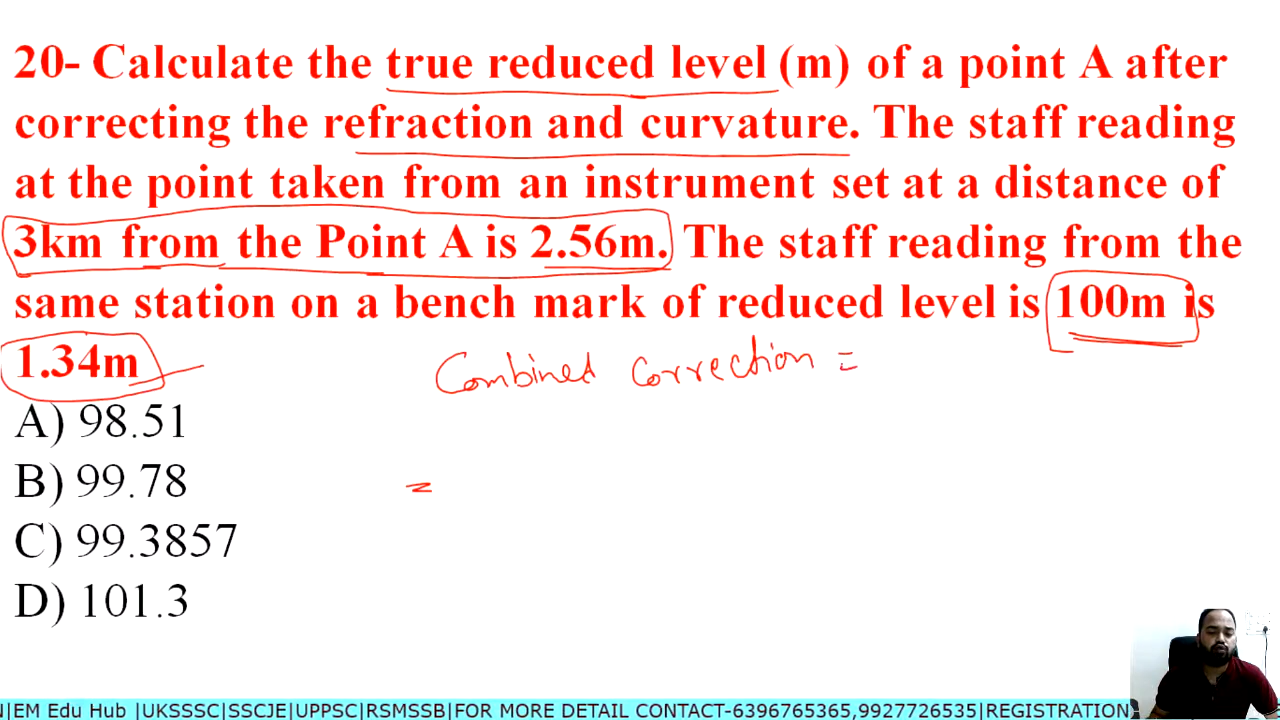 20- Calculate the true reduced level (m) of a point A after
correcting the refraction and curvature. The staff reading
at the point taken from an instrument set at a distance of
3km from the Point A is 2.56m. The staff reading from the
same station on a bench mark of reduced level is 100m is
1.34m
Combined Correction =
A) 98.51
B) 99.78
=
C) 99.3857
D) 101.3
N|EM Edu Hub |UKSSSC|SSCJE|UPPSC|RSMSSB|FOR MORE DETAIL CONTACT-6396765365,9927726535|REGISTRATION